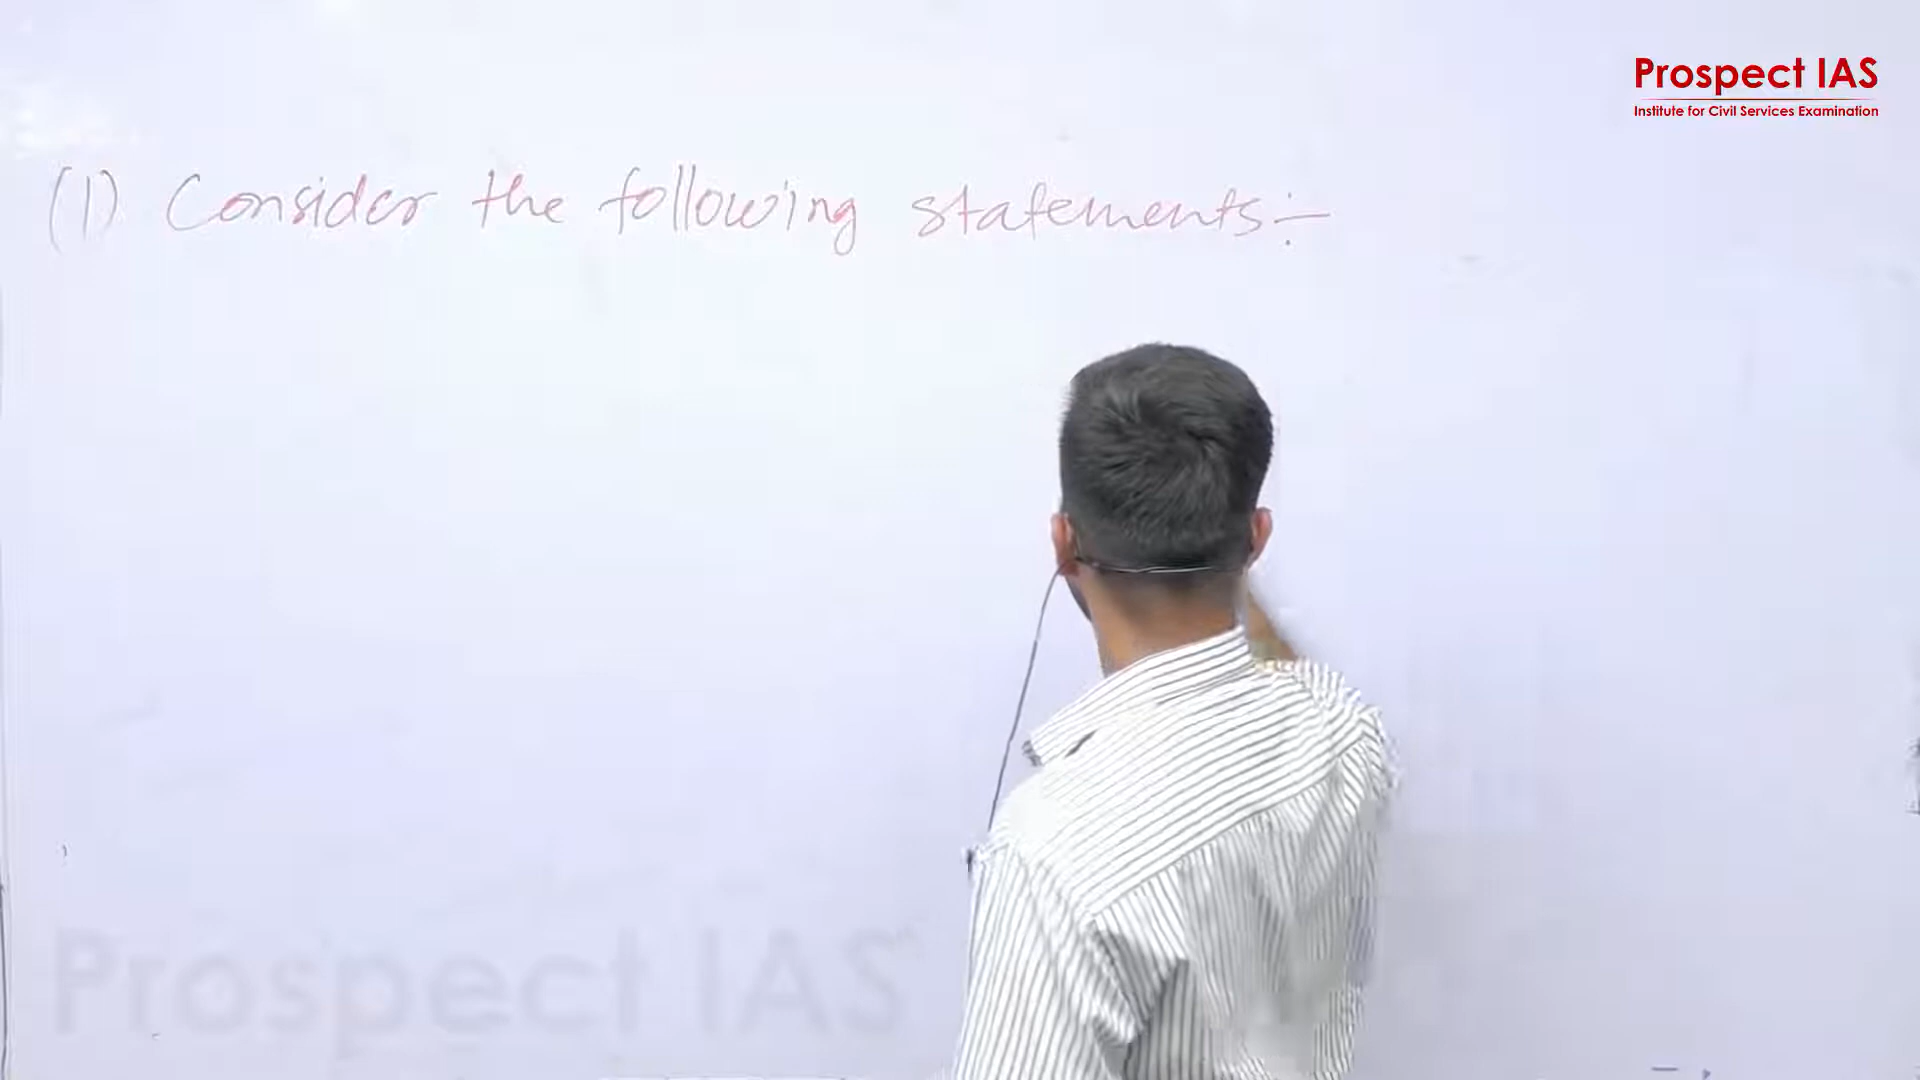 Prospect IAS
Institute for Civil Services Examination
(1) Consider the following statements:-
Prospect IAS